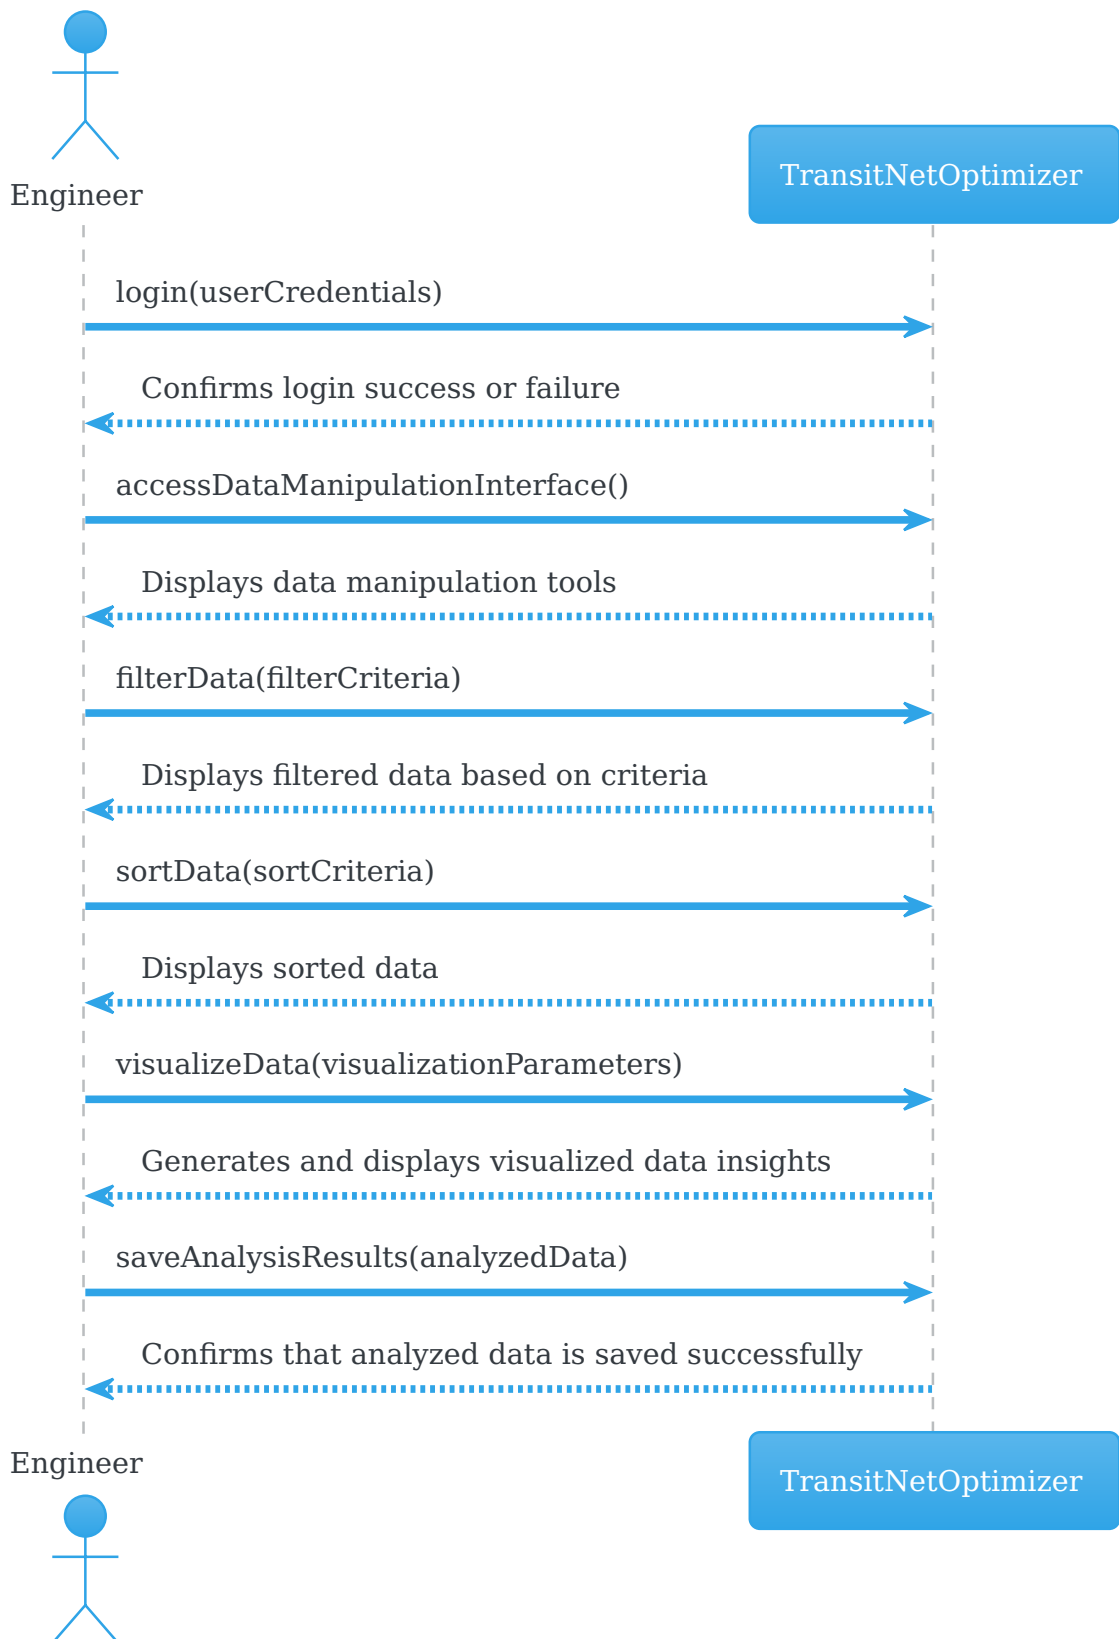 Engineer
TransitNetOptimizer
login(userCredentials)
Confirms login success or failure
accessDataManipulationInterface()
Displays data manipulation tools
filterData(filterCriteria)
Displays filtered data based on criteria
sortData(sortCriteria)
Displays sorted data
visualizeData(visualizationParameters)
Generates and displays visualized data insights
saveAnalysisResults(analyzedData)
Confirms that analyzed data is saved successfully
Engineer
TransitNetOptimizer